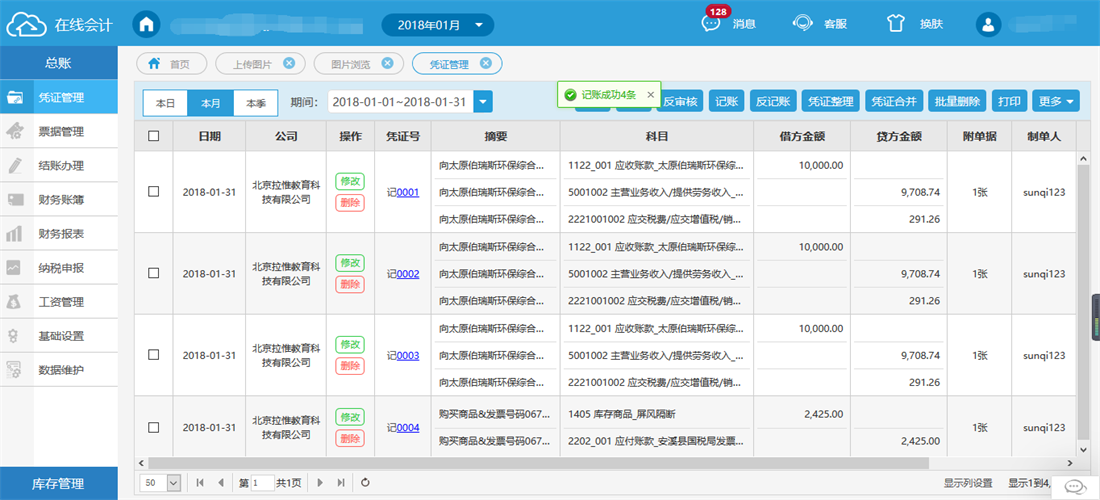 在线会计
2018年01月
128
消息
客服
换肤
总账
首页
上传图片
图片浏览
凭证管理
凭证管理
票据管理
结账办理
财务账簿
财务报表
纳税申报
工资管理
基础设置
数据维护
库存管理
本日 本月 本季 期间： 2018-01-01~2018-01-31
记账成功4条
反审核 记账 反记账 凭证整理 凭证合并 批量删除 打印 更多
日期 公司 操作 凭证号 摘要 科目 借方金额 贷方金额 附单据 制单人
2018-01-31 北京拉惟教育科技有限公司 修改 删除 记0001 1张 sunqi123
向太原伯瑞斯环保综合... 1122_001 应收账款_太原伯瑞斯环保综... 10,000.00
向太原伯瑞斯环保综合... 5001002 主营业务收入/提供劳务收入_... 9,708.74
向太原伯瑞斯环保综合... 2221001002 应交税费/应交增值税/销... 291.26
2018-01-31 北京拉惟教育科技有限公司 修改 删除 记0002 1张 sunqi123
向太原伯瑞斯环保综合... 1122_001 应收账款_太原伯瑞斯环保综... 10,000.00
向太原伯瑞斯环保综合... 5001002 主营业务收入/提供劳务收入_... 9,708.74
向太原伯瑞斯环保综合... 2221001002 应交税费/应交增值税/销... 291.26
2018-01-31 北京拉惟教育科技有限公司 修改 删除 记0003 1张 sunqi123
向太原伯瑞斯环保综合... 1122_001 应收账款_太原伯瑞斯环保综... 10,000.00
向太原伯瑞斯环保综合... 5001002 主营业务收入/提供劳务收入_... 9,708.74
向太原伯瑞斯环保综合... 2221001002 应交税费/应交增值税/销... 291.26
2018-01-31 北京拉惟教育科技有限公司 修改 删除 记0004 1张 sunqi123
购买商品&发票号码067... 1405 库存商品_屏风隔断 2,425.00
购买商品&发票号码067... 2202_001 应付账款_安溪县国税局发票... 2,425.00
50 第 1 共1页
显示列设置 显示1到4,